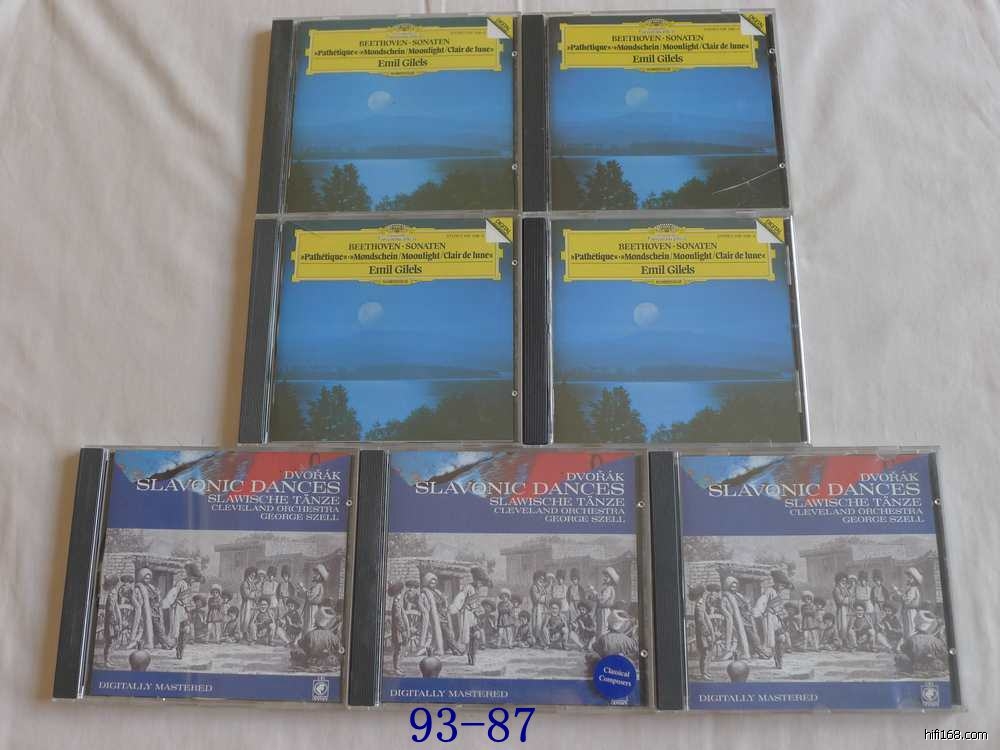 BEETHOVEN · SONATEN
»Pathétique«·»Mondschein/Moonlight/Clair de lune«
Emil Gilels
DIGITAL
BEETHOVEN · SONATEN
»Pathétique«·»Mondschein/Moonlight/Clair de lune«
Emil Gilels
DIGITAL
BEETHOVEN · SONATEN
»Pathétique«·»Mondschein/Moonlight/Clair de lune«
Emil Gilels
DIGITAL
BEETHOVEN · SONATEN
»Pathétique«·»Mondschein/Moonlight/Clair de lune«
Emil Gilels
DIGITAL
DVOŘÁK
SLAVONIC DANCES
SLAWISCHE TÄNZE
CLEVELAND ORCHESTRA
GEORGE SZELL
DIGITALLY MASTERED
DVOŘÁK
SLAVONIC DANCES
SLAWISCHE TÄNZE
CLEVELAND ORCHESTRA
GEORGE SZELL
DIGITALLY MASTERED
Classical
Composers
DVOŘÁK
SLAVONIC DANCES
SLAWISCHE TÄNZE
CLEVELAND ORCHESTRA
GEORGE SZELL
DIGITALLY MASTERED
93-87
hifi168.com